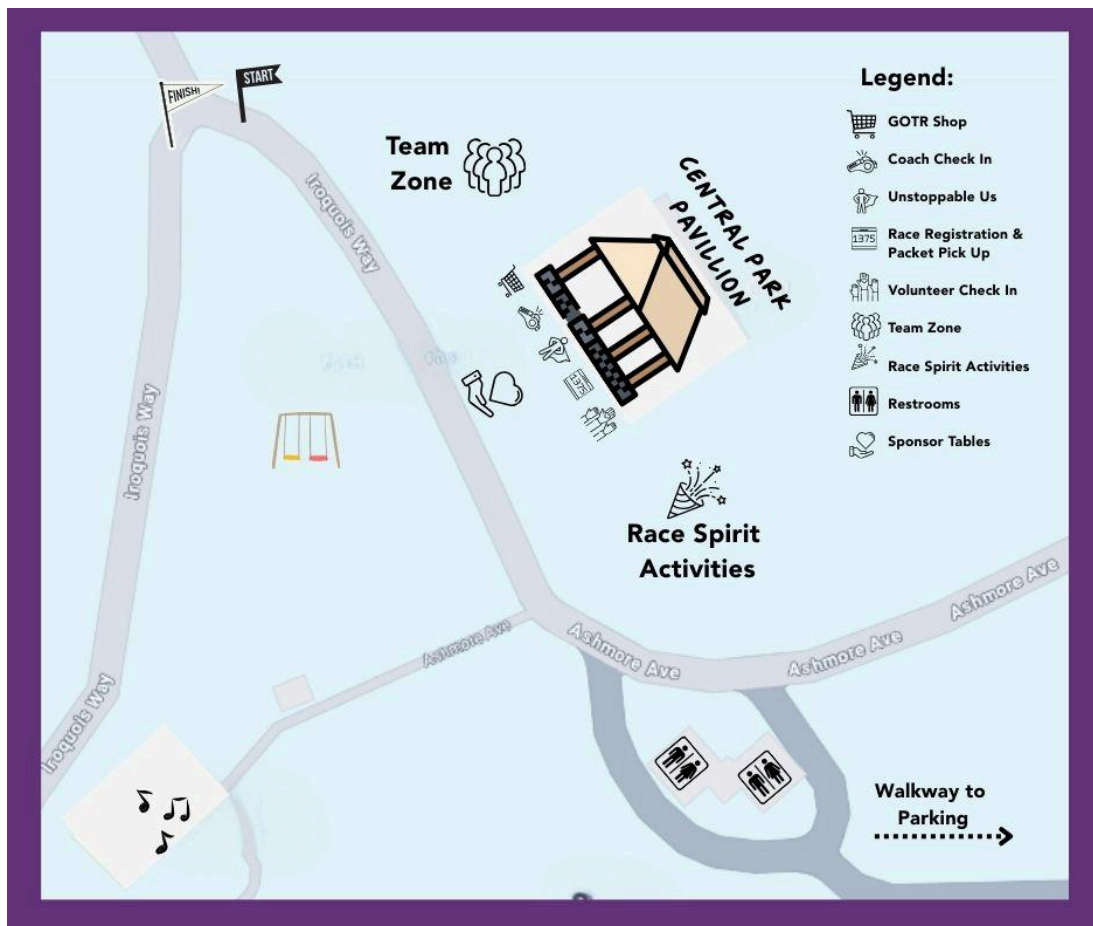 FINISH!
START
Team
Zone
CENTRAL PARK
PAVILLION
Iroquois Way
Iroquois Way
Iroquois Way
1375
Race Spirit
Activities
Ashmore Ave
Ashmore Ave
Ashmore Ave
Ashmore Ave
Walkway to
Parking
Legend:
GOTR Shop
Coach Check In
Unstoppable Us
1375
Race Registration &
Packet Pick Up
Volunteer Check In
Team Zone
Race Spirit Activities
Restrooms
Sponsor Tables